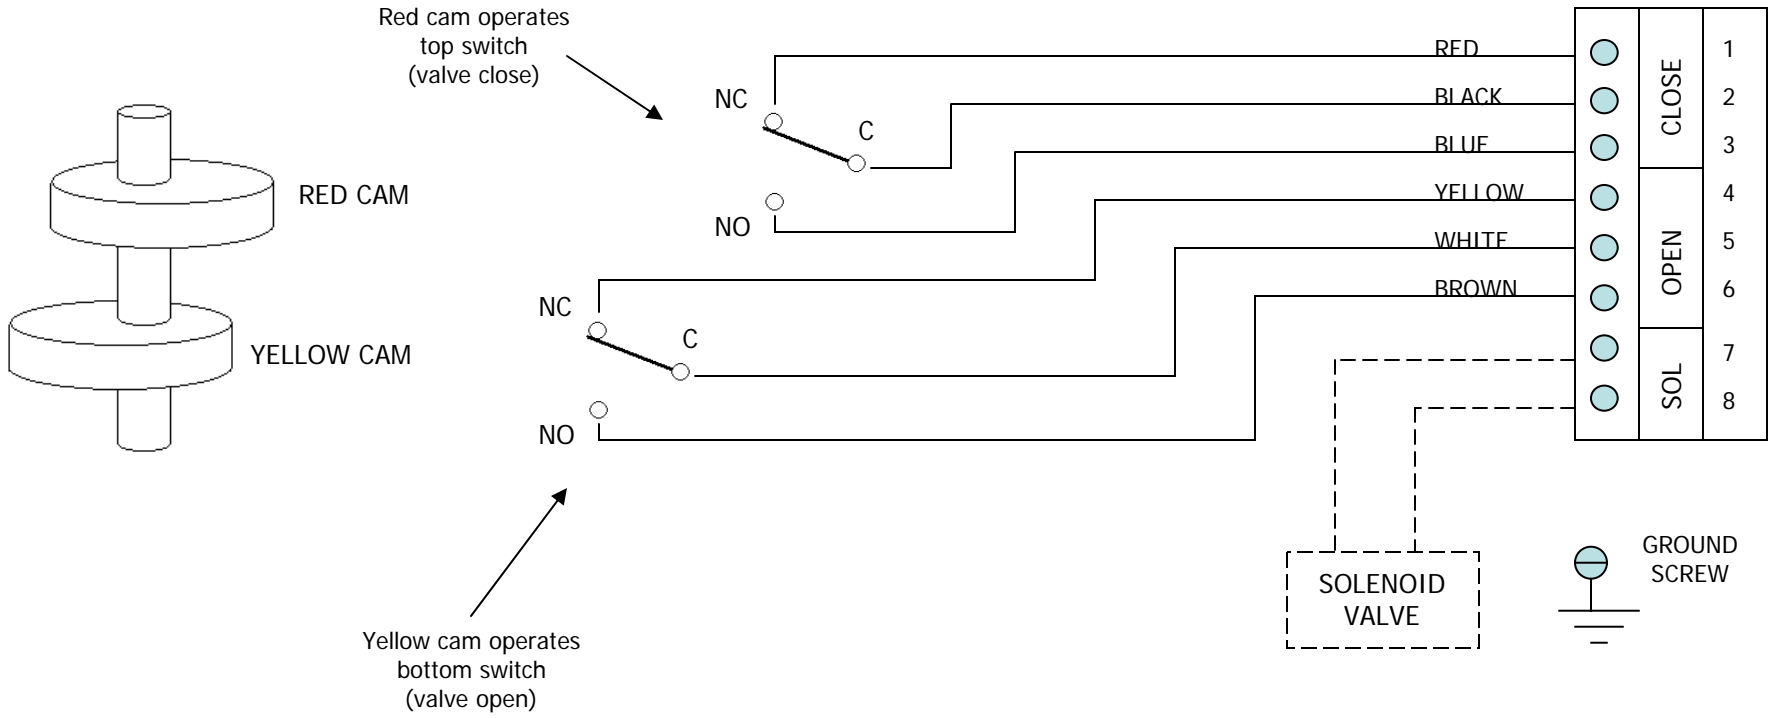 Red cam operates
top switch
(valve close)
RED CAM
YELLOW CAM
NC
C
NO
NC
C
NO
Yellow cam operates
bottom switch
(valve open)
RED
BLACK
BLUE
YELLOW
WHITE
BROWN
CLOSE
OPEN
SOL
1
2
3
4
5
6
7
8
SOLENOID
VALVE
GROUND
SCREW